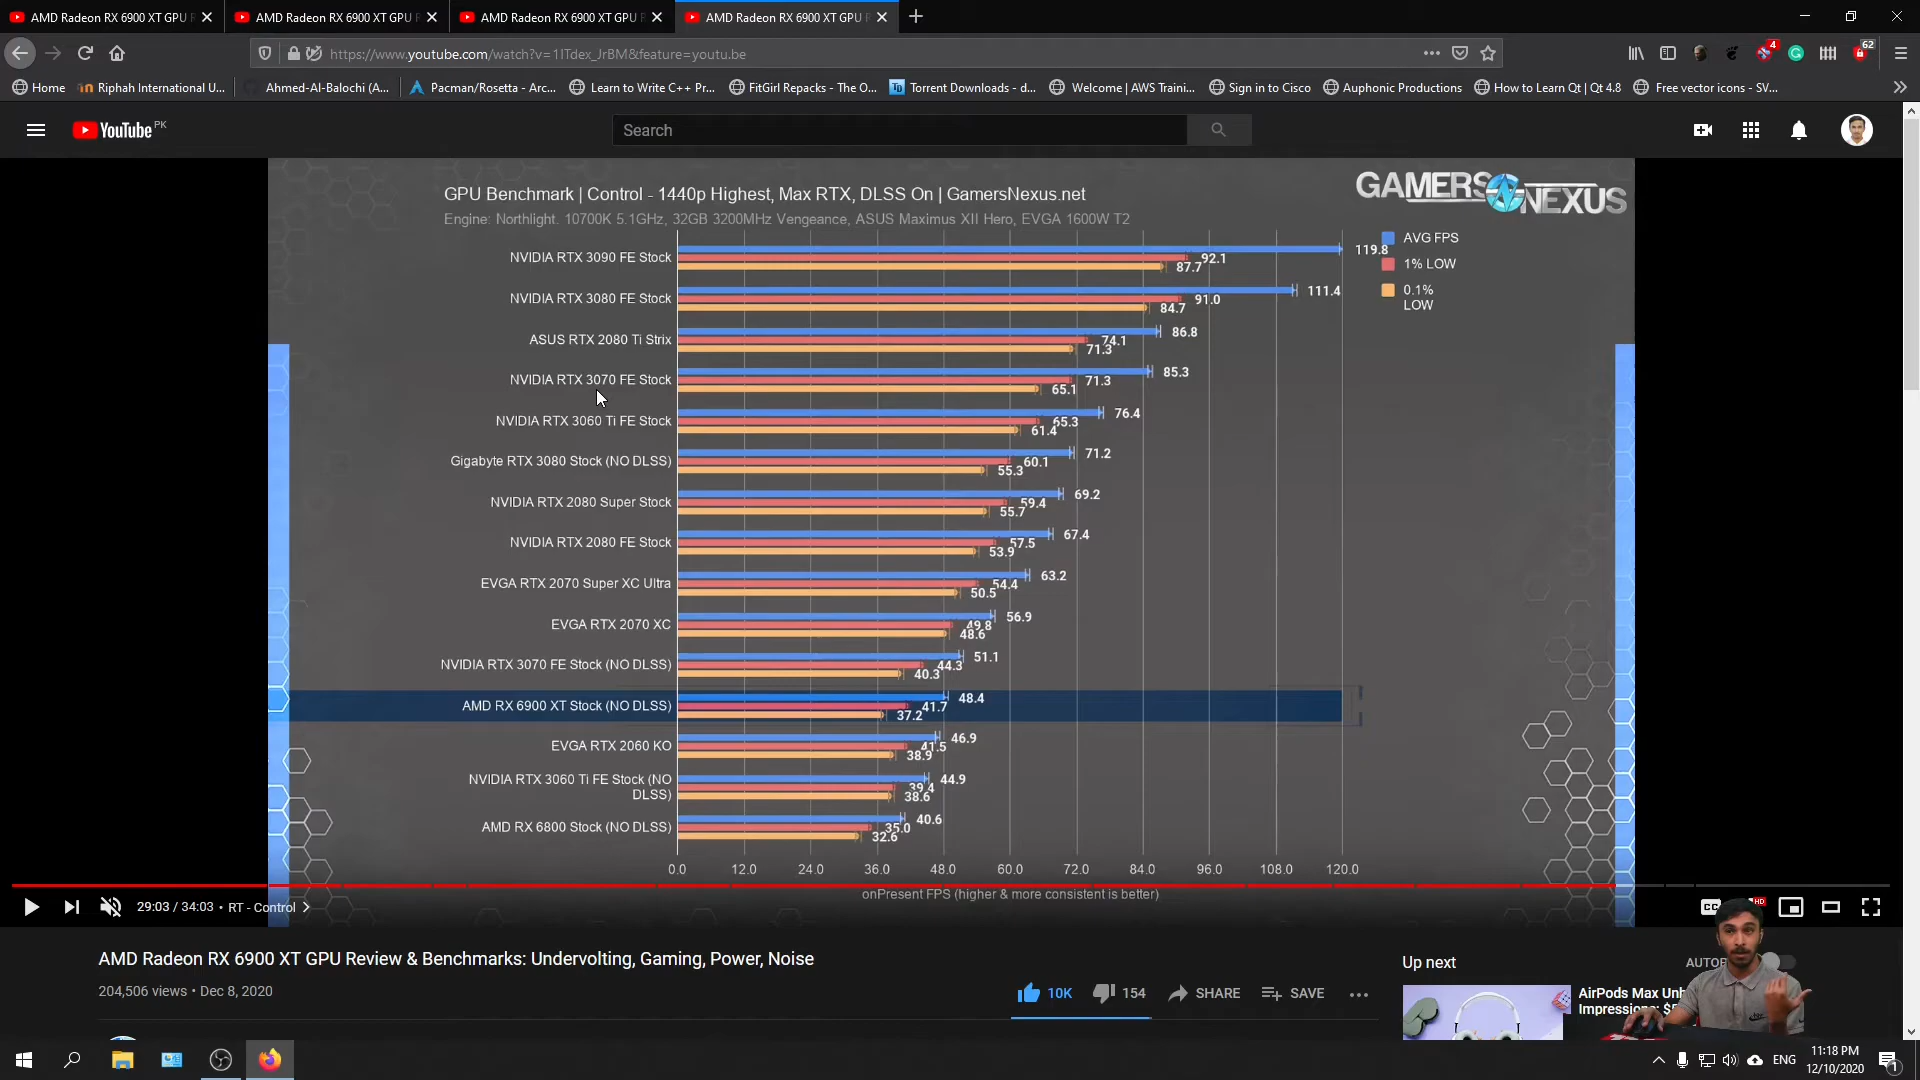 AMD Radeon RX 6900 XT GPU R
AMD Radeon RX 6900 XT GPU R
AMD Radeon RX 6900 XT GPU R
AMD Radeon RX 6900 XT GPU R
https://www.youtube.com/watch?v=1ITdex_JrBM&feature=youtu.be
4
62
Home
Riphah International U...
Ahmed-Al-Balochi (A...
Pacman/Rosetta - Arc...
Learn to Write C++ Pr...
FitGirl Repacks - The O...
Torrent Downloads - d...
Welcome | AWS Traini...
Sign in to Cisco
Auphonic Productions
How to Learn Qt | Qt 4.8
Free vector icons - SV...
YouTube PK
Search
GPU Benchmark | Control - 1440p Highest, Max RTX, DLSS On | GamersNexus.net
Engine: Northlight. 10700K 5.1GHz, 32GB 3200MHz Vengeance, ASUS Maximus XII Hero, EVGA 1600W T2
GAMERS NEXUS
AVG FPS
1% LOW
0.1%
LOW
NVIDIA RTX 3090 FE Stock
119.8
92.1
87.7
NVIDIA RTX 3080 FE Stock
111.4
91.0
84.7
ASUS RTX 2080 Ti Strix
86.8
74.1
71.3
NVIDIA RTX 3070 FE Stock
85.3
71.3
65.1
NVIDIA RTX 3060 Ti FE Stock
76.4
65.3
61.4
Gigabyte RTX 3080 Stock (NO DLSS)
71.2
60.1
55.3
NVIDIA RTX 2080 Super Stock
69.2
59.4
55.7
NVIDIA RTX 2080 FE Stock
67.4
57.5
53.9
EVGA RTX 2070 Super XC Ultra
63.2
54.4
50.5
EVGA RTX 2070 XC
56.9
49.8
48.6
NVIDIA RTX 3070 FE Stock (NO DLSS)
51.1
44.3
40.3
AMD RX 6900 XT Stock (NO DLSS)
48.4
41.7
37.2
EVGA RTX 2060 KO
46.9
41.5
38.9
NVIDIA RTX 3060 Ti FE Stock (NO
DLSS)
44.9
39.4
38.6
AMD RX 6800 Stock (NO DLSS)
40.6
35.0
32.6
0.0 12.0 24.0 36.0 48.0 60.0 72.0 84.0 96.0 108.0 120.0
onPresent FPS (higher & more consistent is better)
29:03 / 34:03 • RT - Control
CC
HD
AMD Radeon RX 6900 XT GPU Review & Benchmarks: Undervolting, Gaming, Power, Noise
204,506 views • Dec 8, 2020
10K
154
SHARE
SAVE
Up next
AirPods Max
Impressions:
ENG
11:18 PM
12/10/2020
1